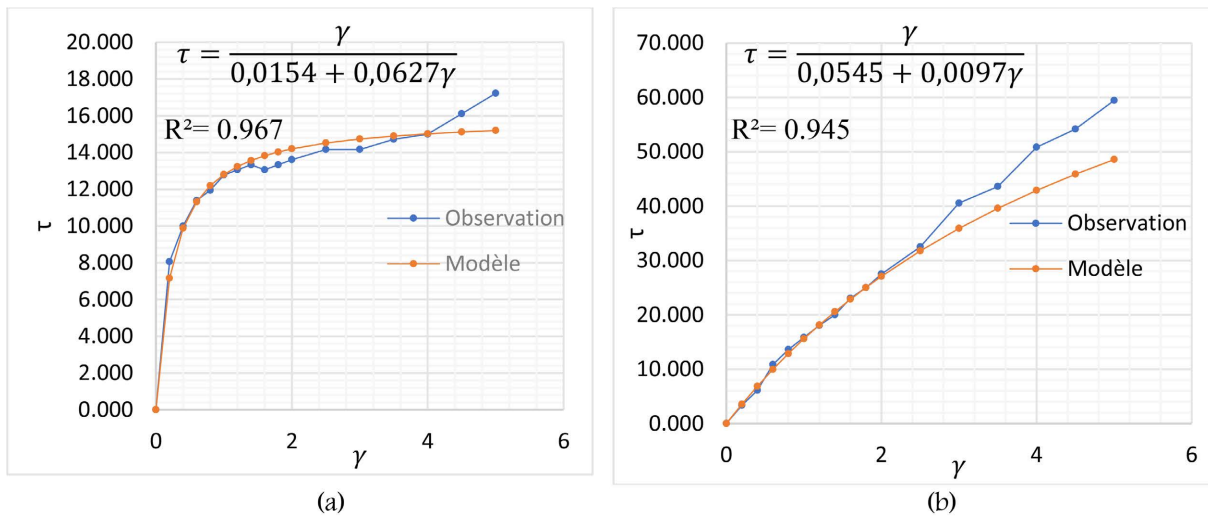 20.000
18.000
16.000
14.000
12.000
10.000
8.000
6.000
4.000
2.000
0.000
τ
τ = γ / 0,0154 + 0,0627γ
R²= 0.967
Observation
Modèle
0 2 4 6
γ
(a)
70.000
60.000
50.000
40.000
30.000
20.000
10.000
0.000
τ
τ = γ / 0,0545 + 0,0097γ
R²= 0.945
Observation
Modèle
0 2 4 6
γ
(b)